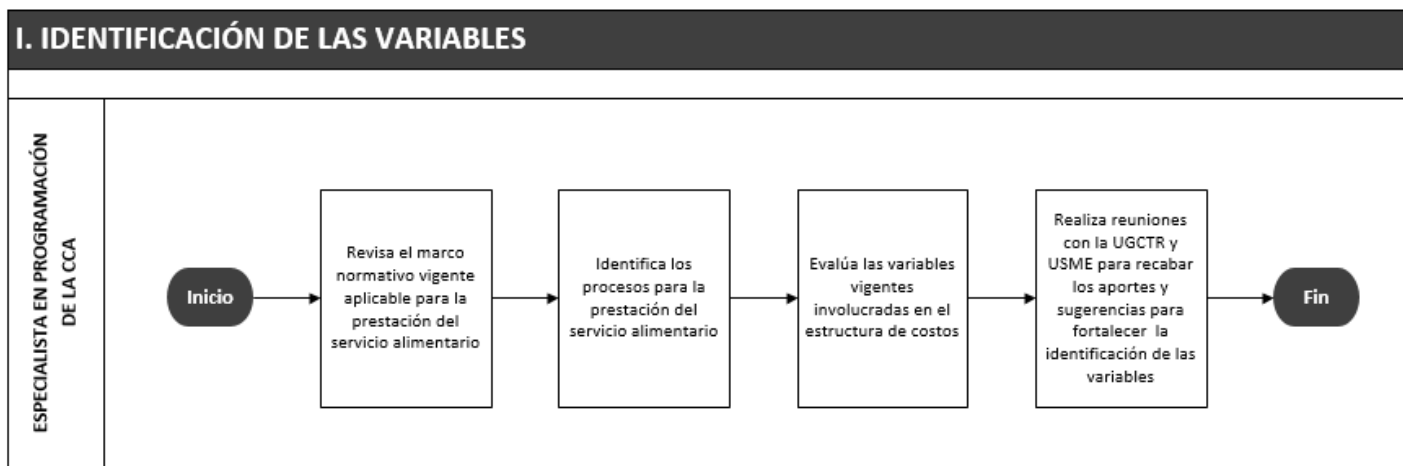 I. IDENTIFICACIÓN DE LAS VARIABLES
ESPECIALISTA EN PROGRAMACIÓN
DE LA CCA
Inicio
Revisa el marco
normativo vigente
aplicable para la
prestación del
servicio alimentario
Identifica los
procesos para la
prestación del
servicio alimentario
Evalúa las variables
vigentes
involucradas en el
estructura de costos
Realiza reuniones
con la UGCTR y
USME para recabar
los aportes y
sugerencias para
fortalecer la
identificación de las
variables
Fin